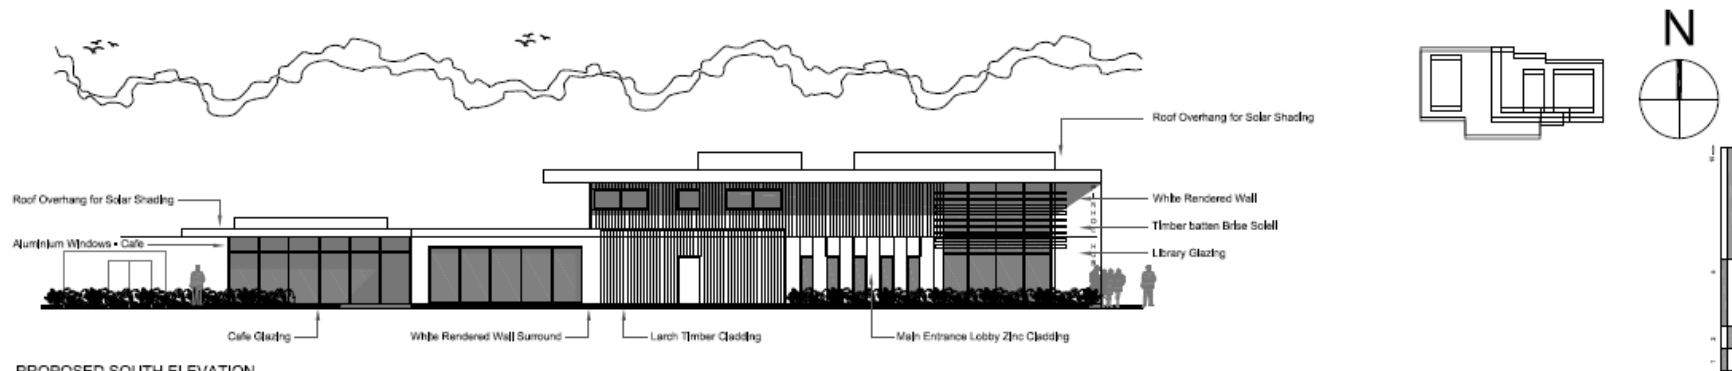 N
Roof Overhang for Solar Shading
Roof Overhang for Solar Shading
White Rendered Wall
Aluminium Windows - Cafe
Timber batten Brise Soleil
Library Glazing
Cafe Glazing
White Rendered Wall Surround
Larch Timber Cladding
Main Entrance Lobby Zinc Cladding
PROPOSED SOUTH ELEVATION